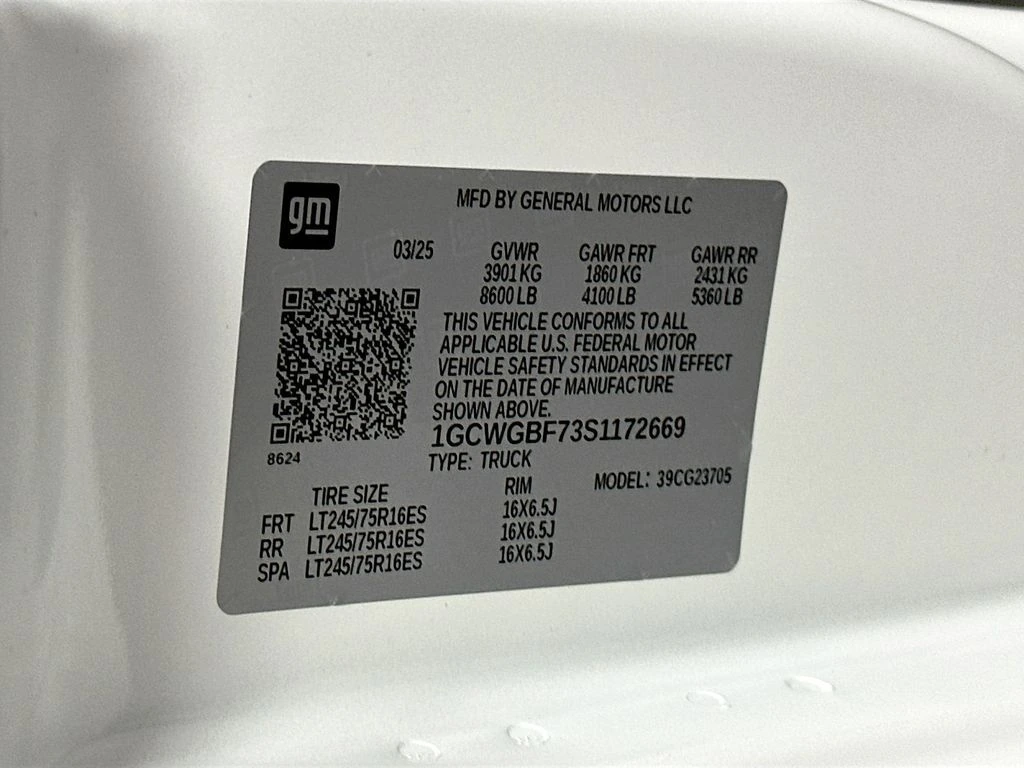 gm
MFD BY GENERAL MOTORS LLC
03/25 GVWR GAWR FRT GAWR RR
3901 KG 1860 KG 2431 KG
8600 LB 4100 LB 5360 LB
THIS VEHICLE CONFORMS TO ALL
APPLICABLE U.S. FEDERAL MOTOR
VEHICLE SAFETY STANDARDS IN EFFECT
ON THE DATE OF MANUFACTURE
SHOWN ABOVE.
1GCWGBF73S1172669
8624
TYPE: TRUCK
MODEL: 39CG23705
TIRE SIZE RIM
FRT LT245/75R16ES 16X6.5J
RR LT245/75R16ES 16X6.5J
SPA LT245/75R16ES 16X6.5J